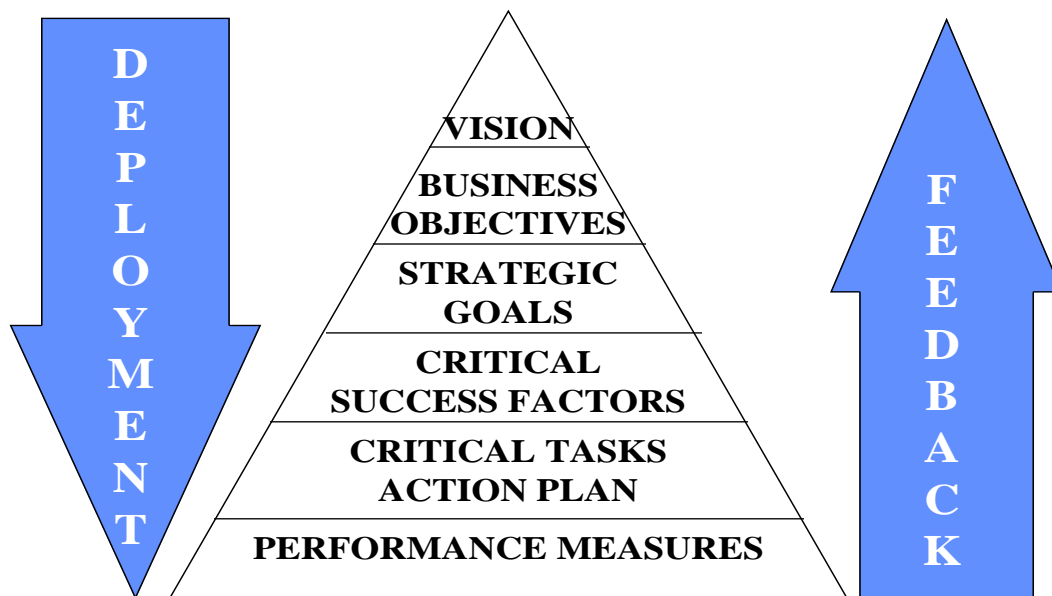 DEPLOYMENT
VISION
BUSINESS
OBJECTIVES
STRATEGIC
GOALS
CRITICAL
SUCCESS FACTORS
CRITICAL TASKS
ACTION PLAN
PERFORMANCE MEASURES
FEEDBACK